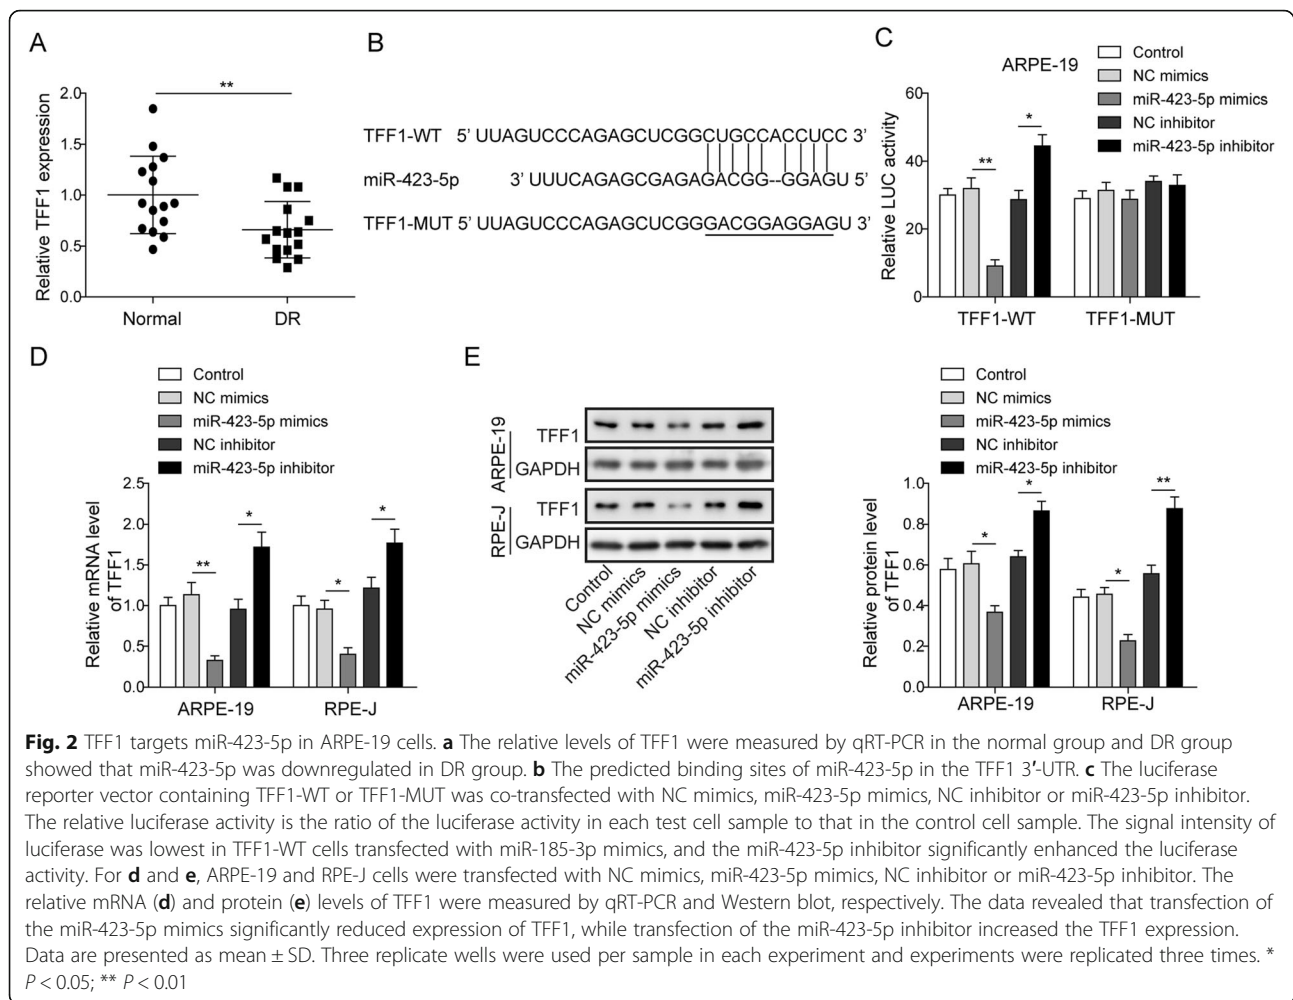 A
**
Relative TFF1 expression
2.0
1.5
1.0
0.5
0.0
Normal DR
B
TFF1-WT 5' UUAGUCCCAGAGCUCGGCUGCCACCUCC 3'
miR-423-5p 3' UUUCAGAGCGAGAGACGG--GGAGU 5'
TFF1-MUT 5' UUAGUCCCAGAGCUCGGGACGGAGGAGU 3'
C
ARPE-19
Control
NC mimics
miR-423-5p mimics
NC inhibitor
miR-423-5p inhibitor
Relative LUC activity
60
40
20
0
** *
TFF1-WT TFF1-MUT
D
Control
NC mimics
miR-423-5p mimics
NC inhibitor
miR-423-5p inhibitor
Relative mRNA level
of TFF1
2.5
2.0
1.5
1.0
0.5
0.0
** * * *
ARPE-19 RPE-J
E
ARPE-19
TFF1
GAPDH
RPE-J
TFF1
GAPDH
Control
NC mimics
miR-423-5p mimics
NC inhibitor
miR-423-5p inhibitor
Control
NC mimics
miR-423-5p mimics
NC inhibitor
miR-423-5p inhibitor
Relative protein level
of TFF1
1.0
0.8
0.6
0.4
0.2
0.0
* * * **
ARPE-19 RPE-J
Fig. 2 TFF1 targets miR-423-5p in ARPE-19 cells. a The relative levels of TFF1 were measured by qRT-PCR in the normal group and DR group
showed that miR-423-5p was downregulated in DR group. b The predicted binding sites of miR-423-5p in the TFF1 3′-UTR. c The luciferase
reporter vector containing TFF1-WT or TFF1-MUT was co-transfected with NC mimics, miR-423-5p mimics, NC inhibitor or miR-423-5p inhibitor.
The relative luciferase activity is the ratio of the luciferase activity in each test cell sample to that in the control cell sample. The signal intensity of
luciferase was lowest in TFF1-WT cells transfected with miR-185-3p mimics, and the miR-423-5p inhibitor significantly enhanced the luciferase
activity. For d and e, ARPE-19 and RPE-J cells were transfected with NC mimics, miR-423-5p mimics, NC inhibitor or miR-423-5p inhibitor. The
relative mRNA (d) and protein (e) levels of TFF1 were measured by qRT-PCR and Western blot, respectively. The data revealed that transfection of
the miR-423-5p mimics significantly reduced expression of TFF1, while transfection of the miR-423-5p inhibitor increased the TFF1 expression.
Data are presented as mean ± SD. Three replicate wells were used per sample in each experiment and experiments were replicated three times. *
P < 0.05; ** P < 0.01